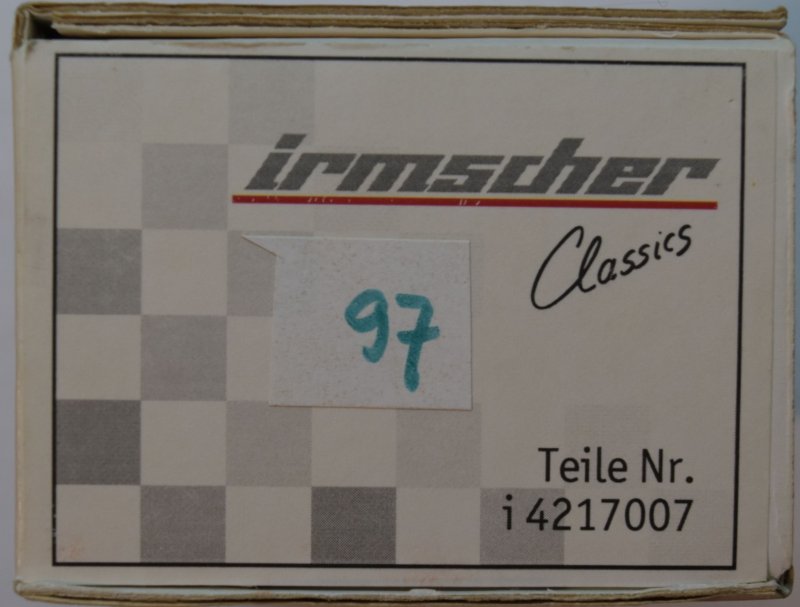 irmscher
Classics
97
Teile Nr.
i 4217007